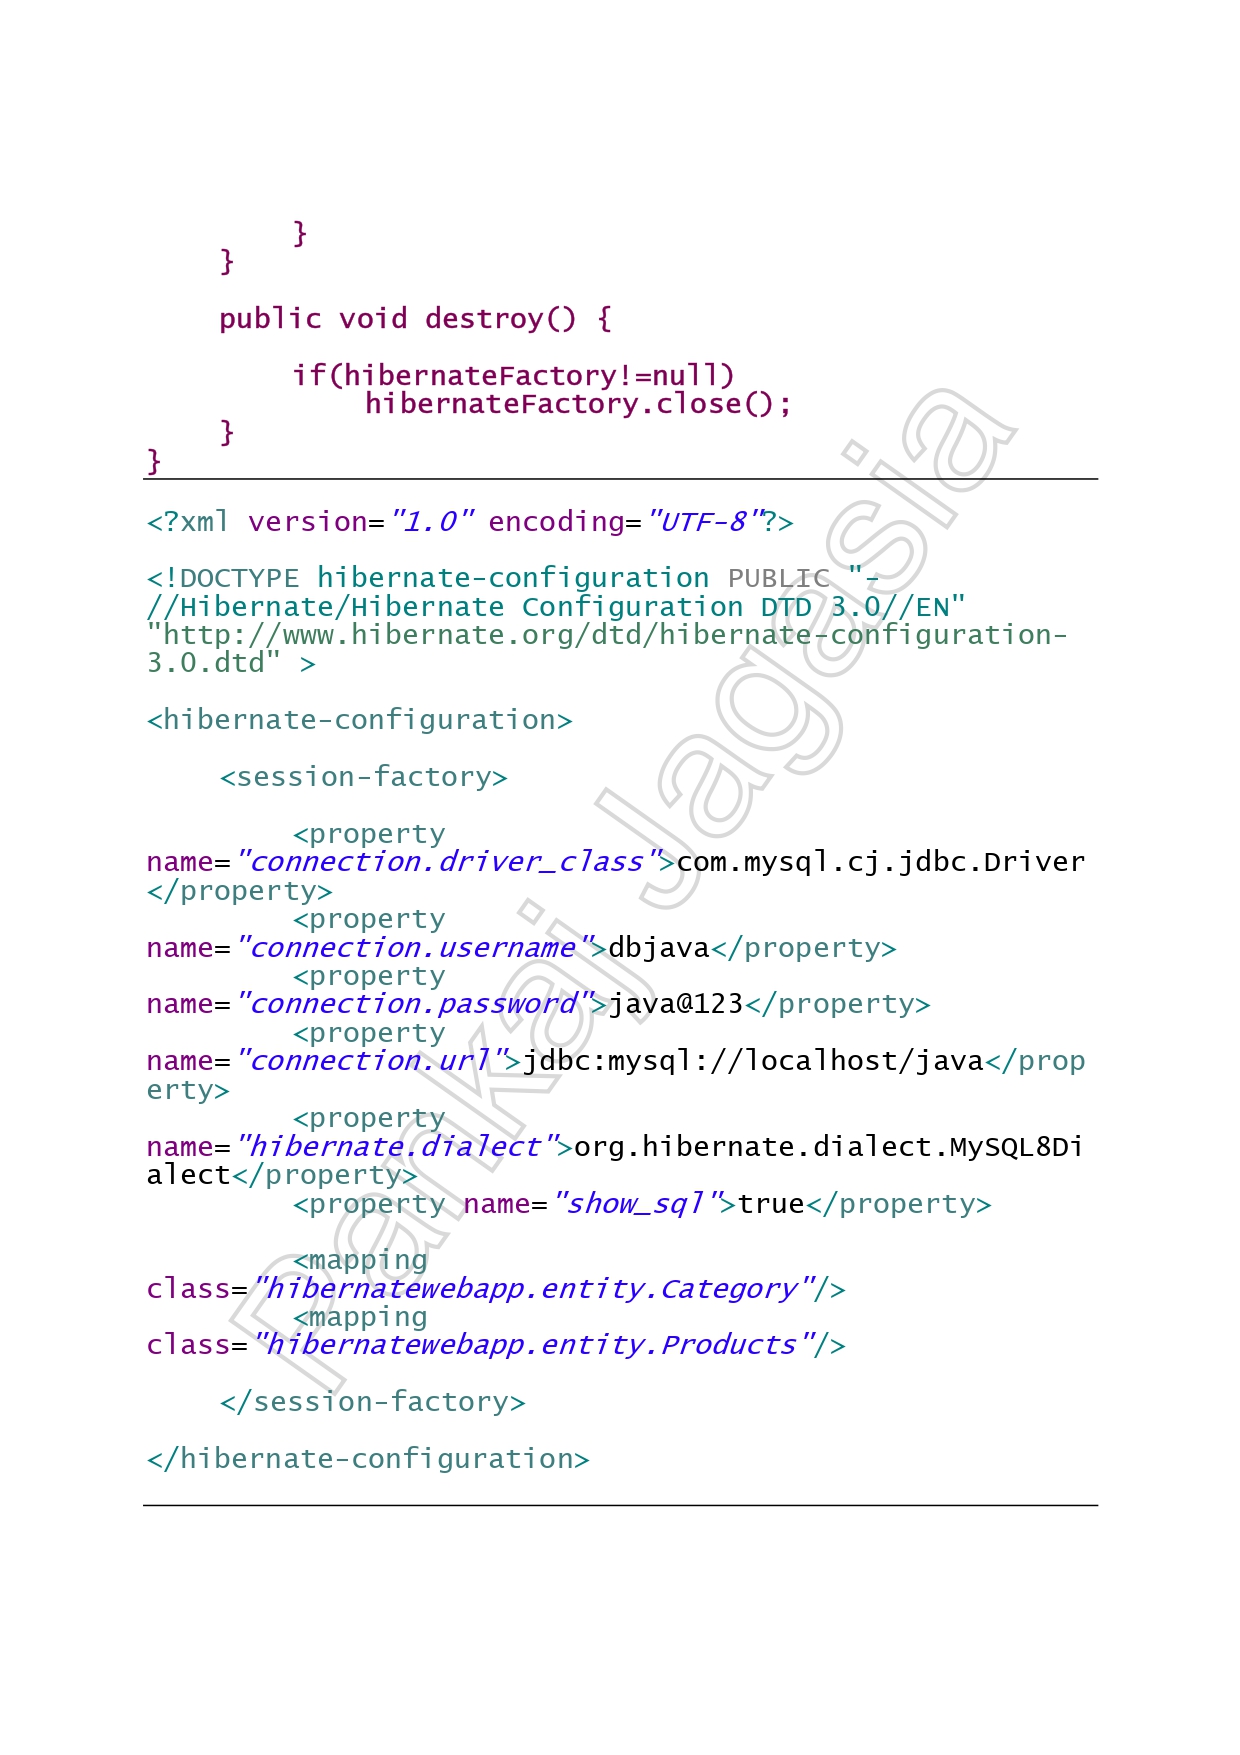 }
}
public void destroy() {
if(hibernateFactory!=null)
hibernateFactory.close();
}
}
<?xml version="1.0" encoding="UTF-8"?>
<!DOCTYPE hibernate-configuration PUBLIC "-
//Hibernate/Hibernate Configuration DTD 3.0//EN"
"http://www.hibernate.org/dtd/hibernate-configuration-
3.0.dtd" >
<hibernate-configuration>
<session-factory>
<property
name="connection.driver_class">com.mysql.cj.jdbc.Driver
</property>
<property
name="connection.username">dbjava</property>
<property
name="connection.password">java@123</property>
<property
name="connection.url">jdbc:mysql://localhost/java</prop
erty>
<property
name="hibernate.dialect">org.hibernate.dialect.MySQL8Di
alect</property>
<property name="show_sql">true</property>
<mapping
class="hibernatewebapp.entity.Category"/>
<mapping
class="hibernatewebapp.entity.Products"/>
</session-factory>
</hibernate-configuration>
Pankaj Jagasia